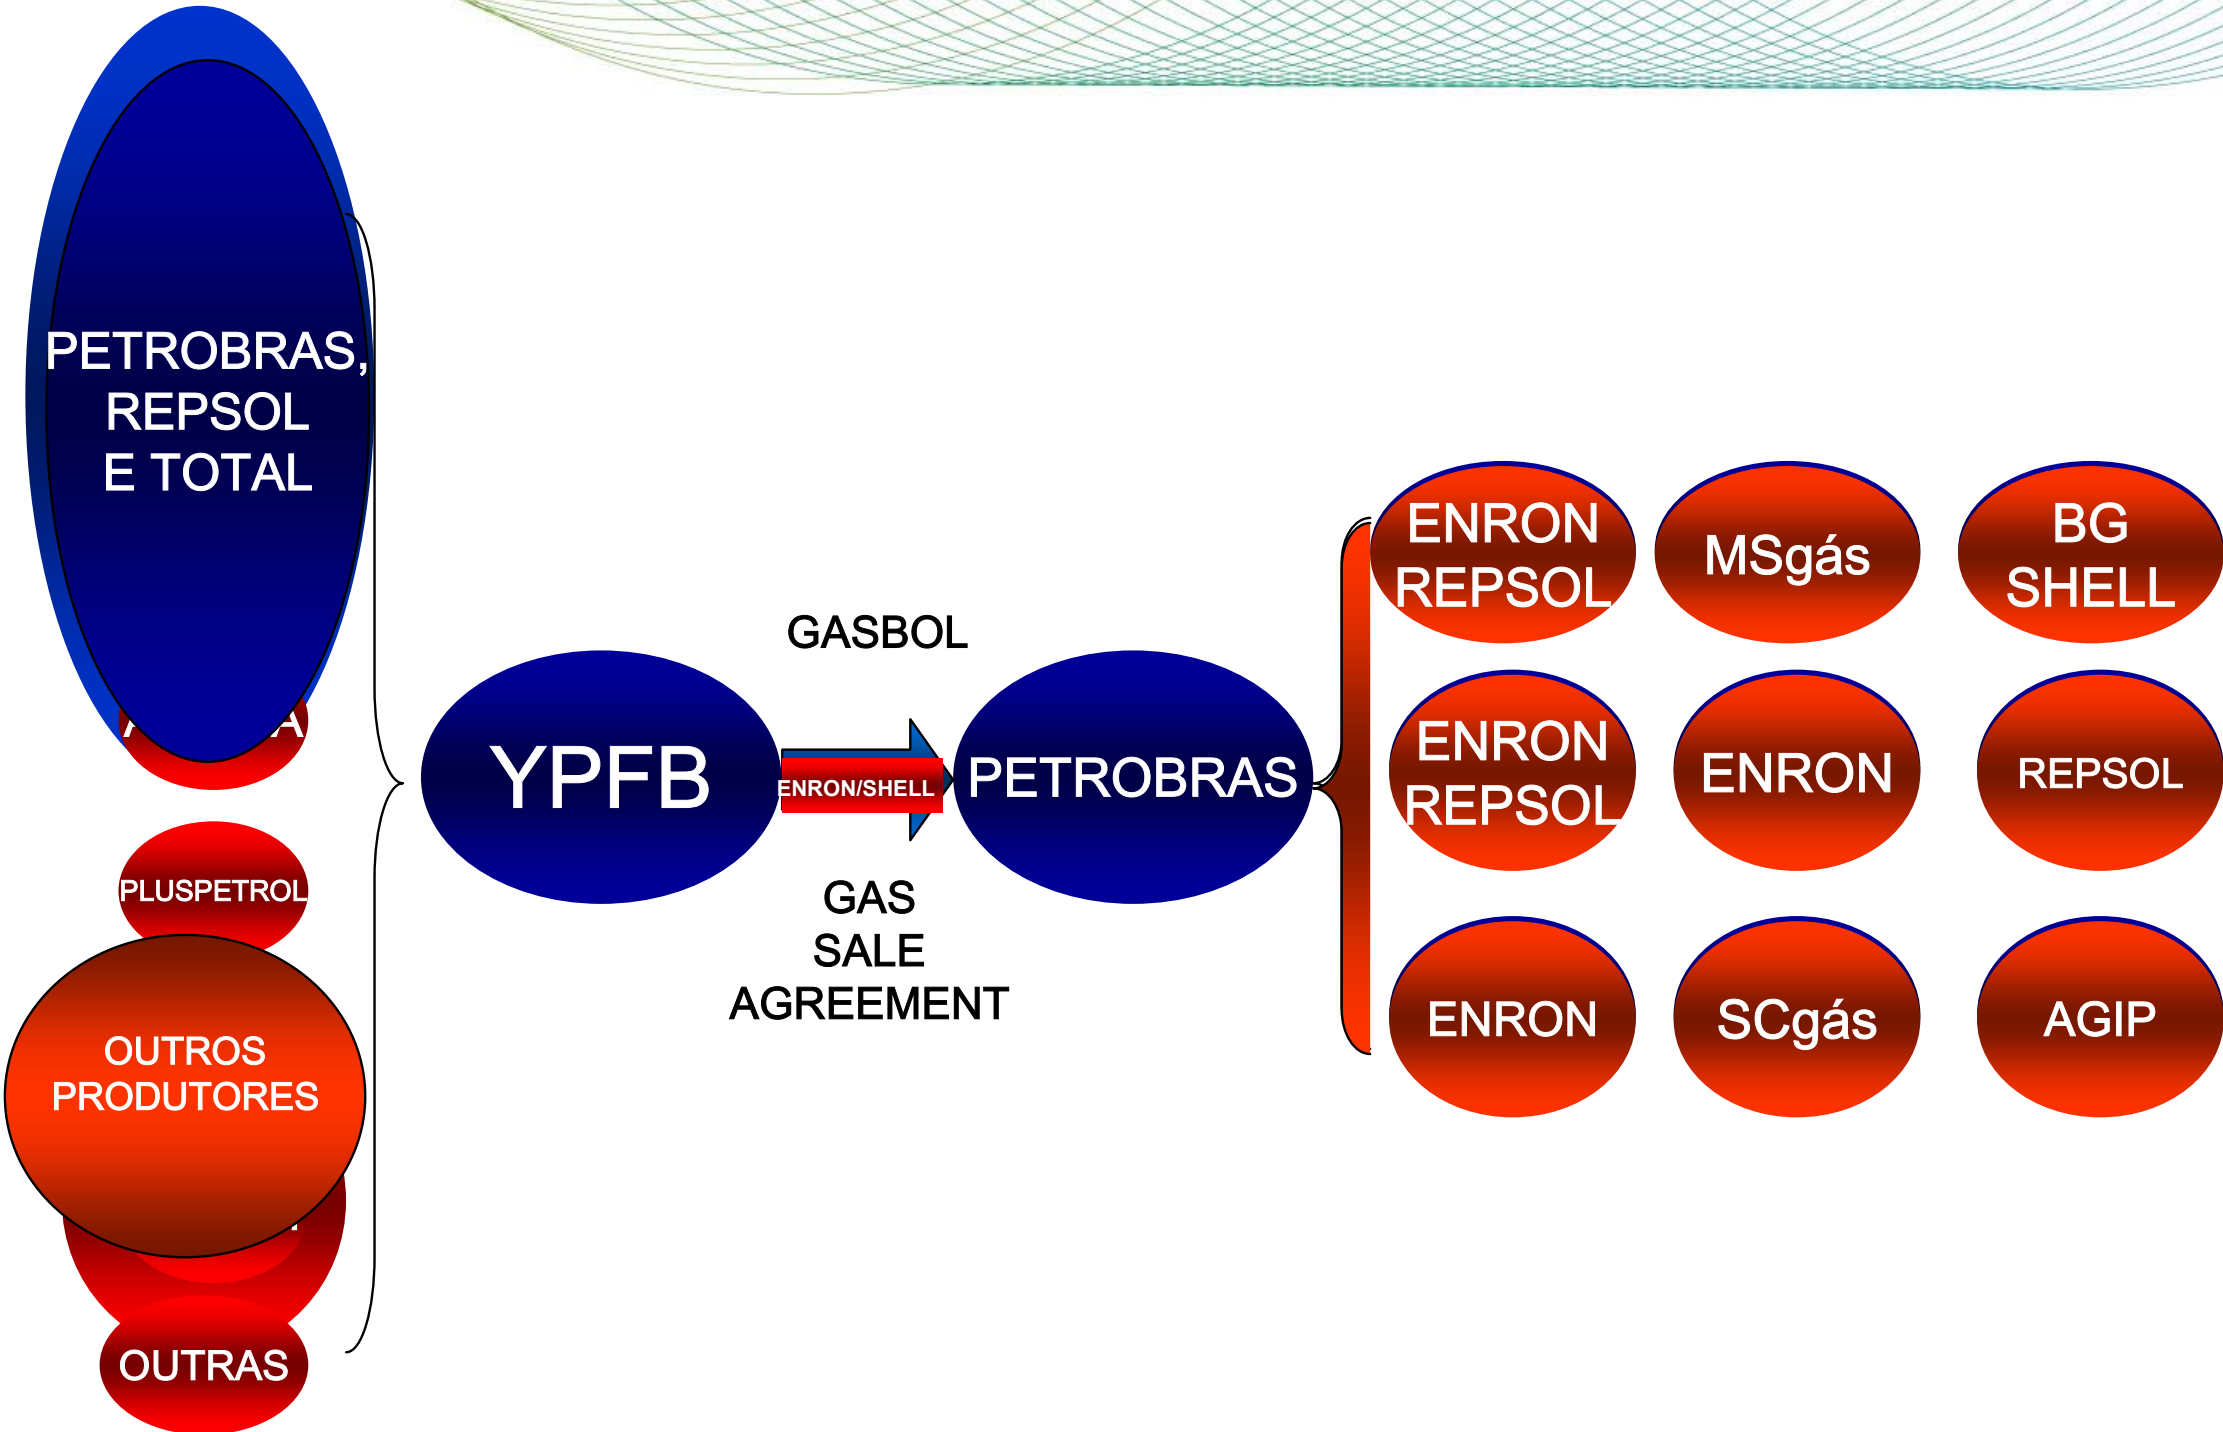 PETROBRAS,
REPSOL
E TOTAL
PLUSPETROL
OUTROS
PRODUTORES
OUTRAS
YPFB
GASBOL
ENRON/SHELL
GAS
SALE
AGREEMENT
PETROBRAS
ENRON
REPSOL
MSgás
BG
SHELL
ENRON
REPSOL
ENRON
REPSOL
ENRON
SCgás
AGIP